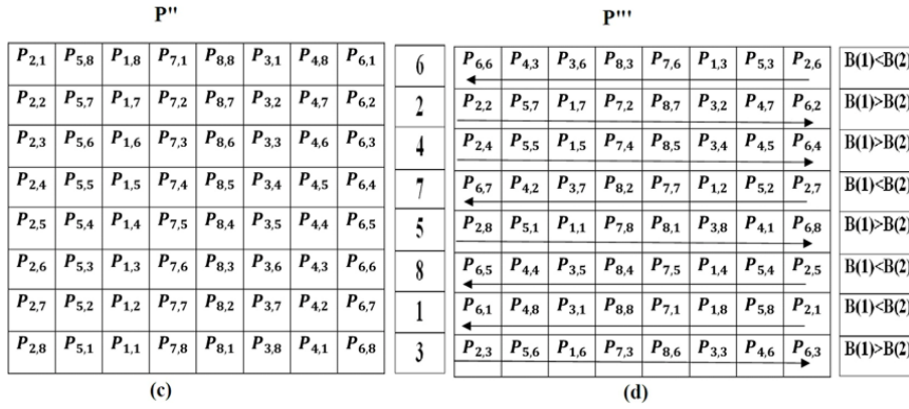 P'' P'''
P2,1 P5,8 P1,8 P7,1 P8,8 P3,1 P4,8 P6,1 6 P6,6 P4,3 P3,6 P8,3 P7,6 P1,3 P5,3 P2,6 B(1)<B(2)
P2,2 P5,7 P1,7 P7,2 P8,7 P3,2 P4,7 P6,2 2 P2,2 P5,7 P1,7 P7,2 P8,7 P3,2 P4,7 P6,2 B(1)>B(2)
P2,3 P5,6 P1,6 P7,3 P8,6 P3,3 P4,6 P6,3 4 P2,4 P5,5 P1,5 P7,4 P8,5 P3,4 P4,5 P6,4 B(1)>B(2)
P2,4 P5,5 P1,5 P7,4 P8,5 P3,4 P4,5 P6,4 7 P6,7 P4,2 P3,7 P8,2 P7,7 P1,2 P5,2 P2,7 B(1)<B(2)
P2,5 P5,4 P1,4 P7,5 P8,4 P3,5 P4,4 P6,5 5 P2,8 P5,1 P1,1 P7,8 P8,1 P3,8 P4,1 P6,8 B(1)>B(2)
P2,6 P5,3 P1,3 P7,6 P8,3 P3,6 P4,3 P6,6 8 P6,5 P4,4 P3,5 P8,4 P7,5 P1,4 P5,4 P2,5 B(1)<B(2)
P2,7 P5,2 P1,2 P7,7 P8,2 P3,7 P4,2 P6,7 1 P6,1 P4,8 P3,1 P8,8 P7,1 P1,8 P5,8 P2,1 B(1)<B(2)
P2,8 P5,1 P1,1 P7,8 P8,1 P3,8 P4,1 P6,8 3 P2,3 P5,6 P1,6 P7,3 P8,6 P3,3 P4,6 P6,3 B(1)>B(2)
(c) (d)